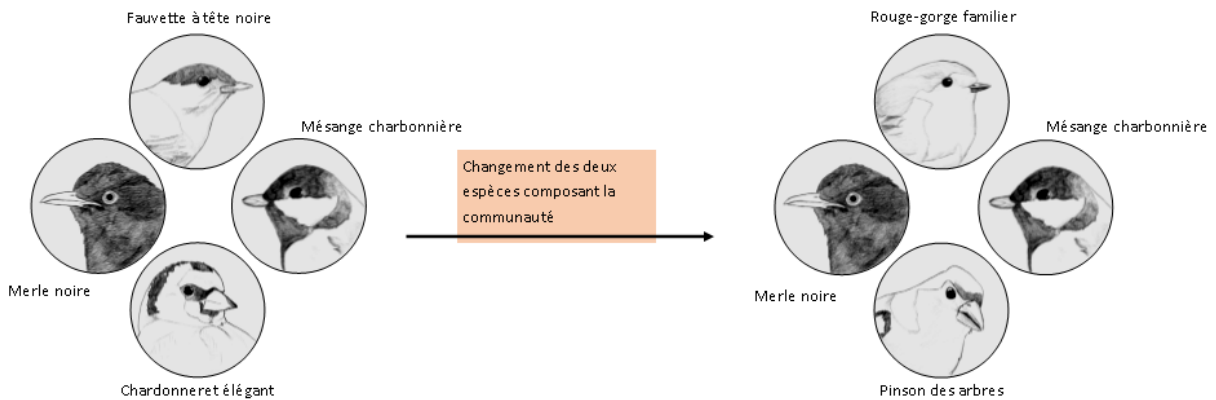 Fauvette à tête noire
Mésange charbonnière
Merle noire
Chardonneret élégant
Changement des deux
espèces composant la
communauté
Rouge-gorge familier
Mésange charbonnière
Merle noire
Pinson des arbres